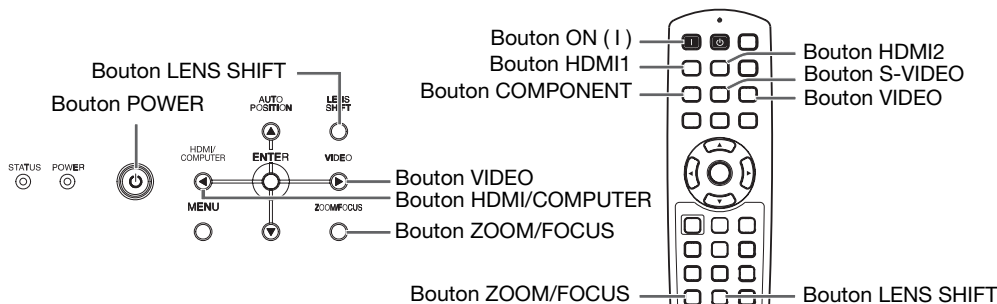 Bouton LENS SHIFT
Bouton POWER
AUTO
POSITION
LENS
SHIFT
HDMI/
COMPUTER
ENTER
VIDEO
STATUS
POWER
MENU
ZOOM/FOCUS
Bouton VIDEO
Bouton HDMI/COMPUTER
Bouton ZOOM/FOCUS
Bouton ON ( I )
Bouton HDMI1
Bouton COMPONENT
Bouton HDMI2
Bouton S-VIDEO
Bouton VIDEO
Bouton ZOOM/FOCUS
Bouton LENS SHIFT